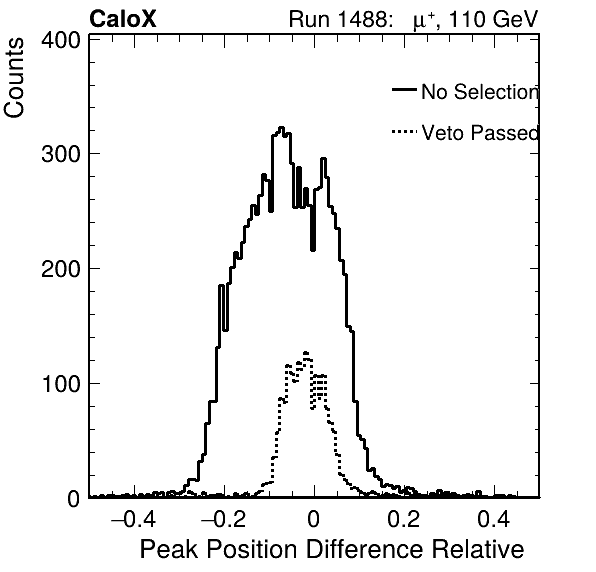 CaloX Run 1488: μ⁺, 110 GeV
Counts
400
300
200
100
0
No Selection
Veto Passed
−0.4 −0.2 0 0.2 0.4
Peak Position Difference Relative